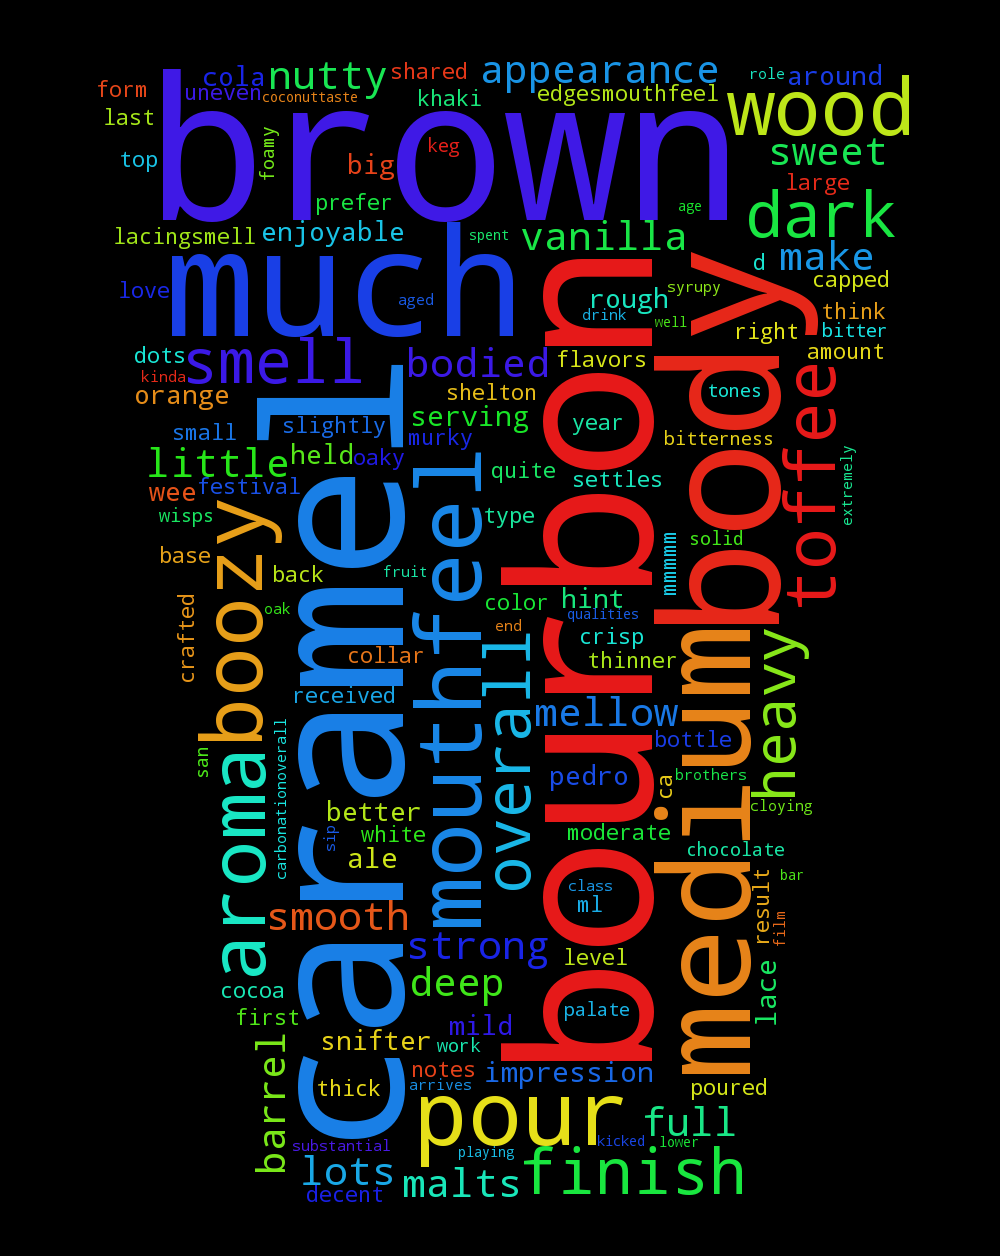 form
cola
nutty
shared
appearance
role
around
uneven
coconuttaste
khaki
edgesmouthfeel
wood
last
brown
top
foamy
big
keg
sweet
large
prefer
age
dark
lacingsmell
enjoyable
spent
vanilla
d
make
love
much
aged
rough
syrupy
capped
drink
well
think
right
bitter
dots
smell
bodied
flavors
amount
kinda
orange
shelton
tones
serving
year
small
slightly
murky
bitterness
little
held
oaky
quite
settles
toffee
extremely
wee
festival
wisps
type
boozy
caramel
mouthfeel
bourbon
body
mmmmm
solid
base
back
fruit
color
hint
oak
end
qualities
crisp
crafted
collar
thinner
received
overall
mellow
medium
heavy
san
carbonationoverall
bottle
pedro
ca
brothers
aroma
better
cloying
sip
white
moderate
ale
chocolate
class
result
bar
ml
film
smooth
strong
level
cocoa
deep
lace
palate
first
mild
snifter
work
barrel
thick
notes
impression
arrives
poured
pour
full
substantial
playing
kicked
lower
lots
malts
finish
decent